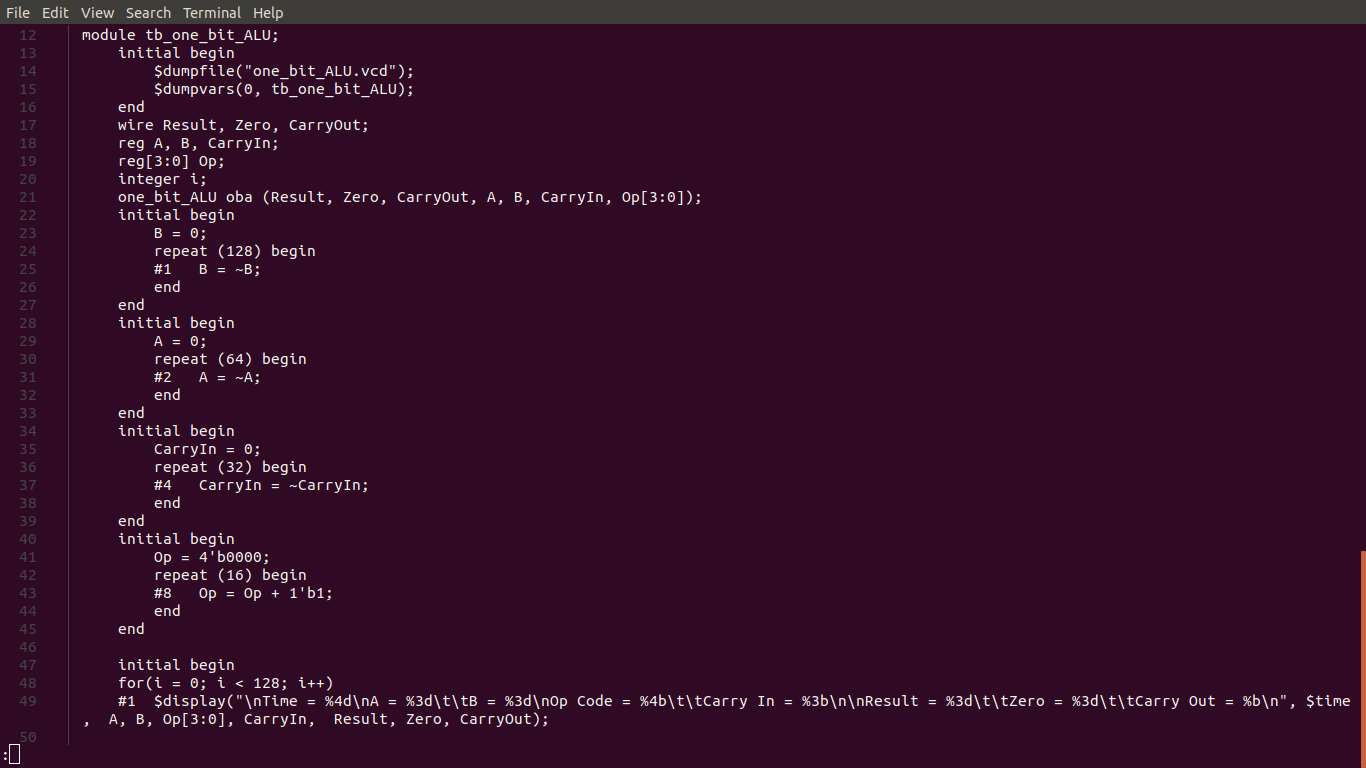 File Edit View Search Terminal Help
12 module tb_one_bit_ALU;
13 initial begin
14 $dumpfile("one_bit_ALU.vcd");
15 $dumpvars(0, tb_one_bit_ALU);
16 end
17 wire Result, Zero, CarryOut;
18 reg A, B, CarryIn;
19 reg[3:0] Op;
20 integer i;
21 one_bit_ALU oba (Result, Zero, CarryOut, A, B, CarryIn, Op[3:0]);
22 initial begin
23 B = 0;
24 repeat (128) begin
25 #1   B = ~B;
26 end
27 end
28 initial begin
29 A = 0;
30 repeat (64) begin
31 #2   A = ~A;
32 end
33 end
34 initial begin
35 CarryIn = 0;
36 repeat (32) begin
37 #4   CarryIn = ~CarryIn;
38 end
39 end
40 initial begin
41 Op = 4'b0000;
42 repeat (16) begin
43 #8   Op = Op + 1'b1;
44 end
45 end
46
47 initial begin
48 for(i = 0; i < 128; i++)
49 #1  $display("\nTime = %4d\nA = %3d\t\tB = %3d\nOp Code = %4b\t\tCarry In = %3b\n\nResult = %3d\t\tZero = %3d\t\tCarry Out = %b\n", $time
,  A, B, Op[3:0], CarryIn,  Result, Zero, CarryOut);
50
: